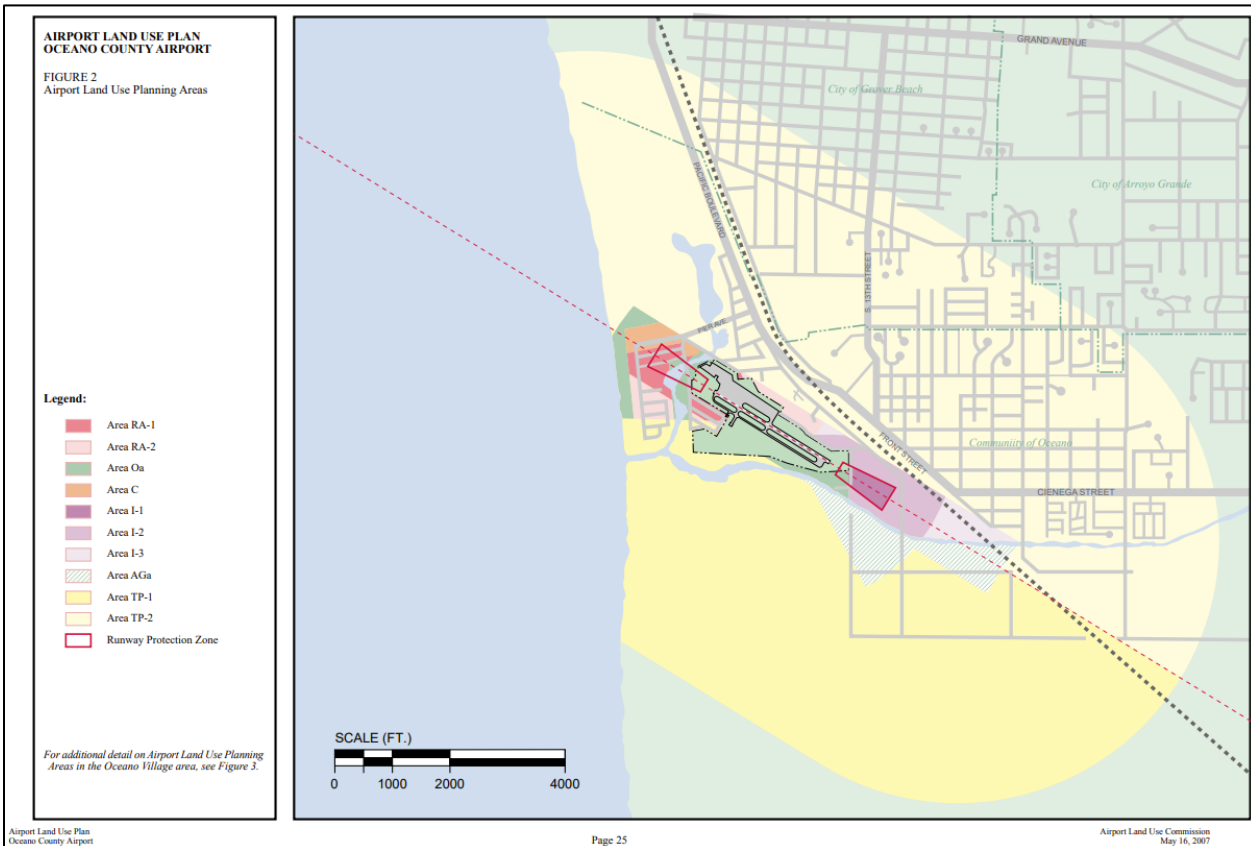 AIRPORT LAND USE PLAN
OCEANO COUNTY AIRPORT
FIGURE 2
Airport Land Use Planning Areas
Legend:
Area RA-1
Area RA-2
Area Oa
Area C
Area I-1
Area I-2
Area I-3
Area AGa
Area TP-1
Area TP-2
Runway Protection Zone
For additional detail on Airport Land Use Planning
Areas in the Oceano Village area, see Figure 3.
GRAND AVENUE
City of Grover Beach
City of Arroyo Grande
PACIFIC BOULEVARD
S. 13TH STREET
PIER AVE
FRONT STREET
Community of Oceano
CIENEGA STREET
SCALE (FT.)
0 1000 2000 4000
Airport Land Use Plan
Oceano County Airport
Page 25
Airport Land Use Commission
May 16, 2007